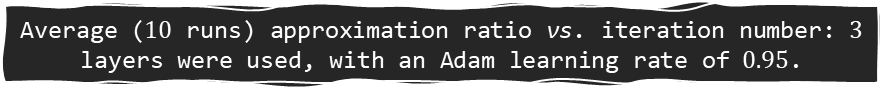 Average (10 runs) approximation ratio vs. iteration number: 3
layers were used, with an Adam learning rate of 0.95.